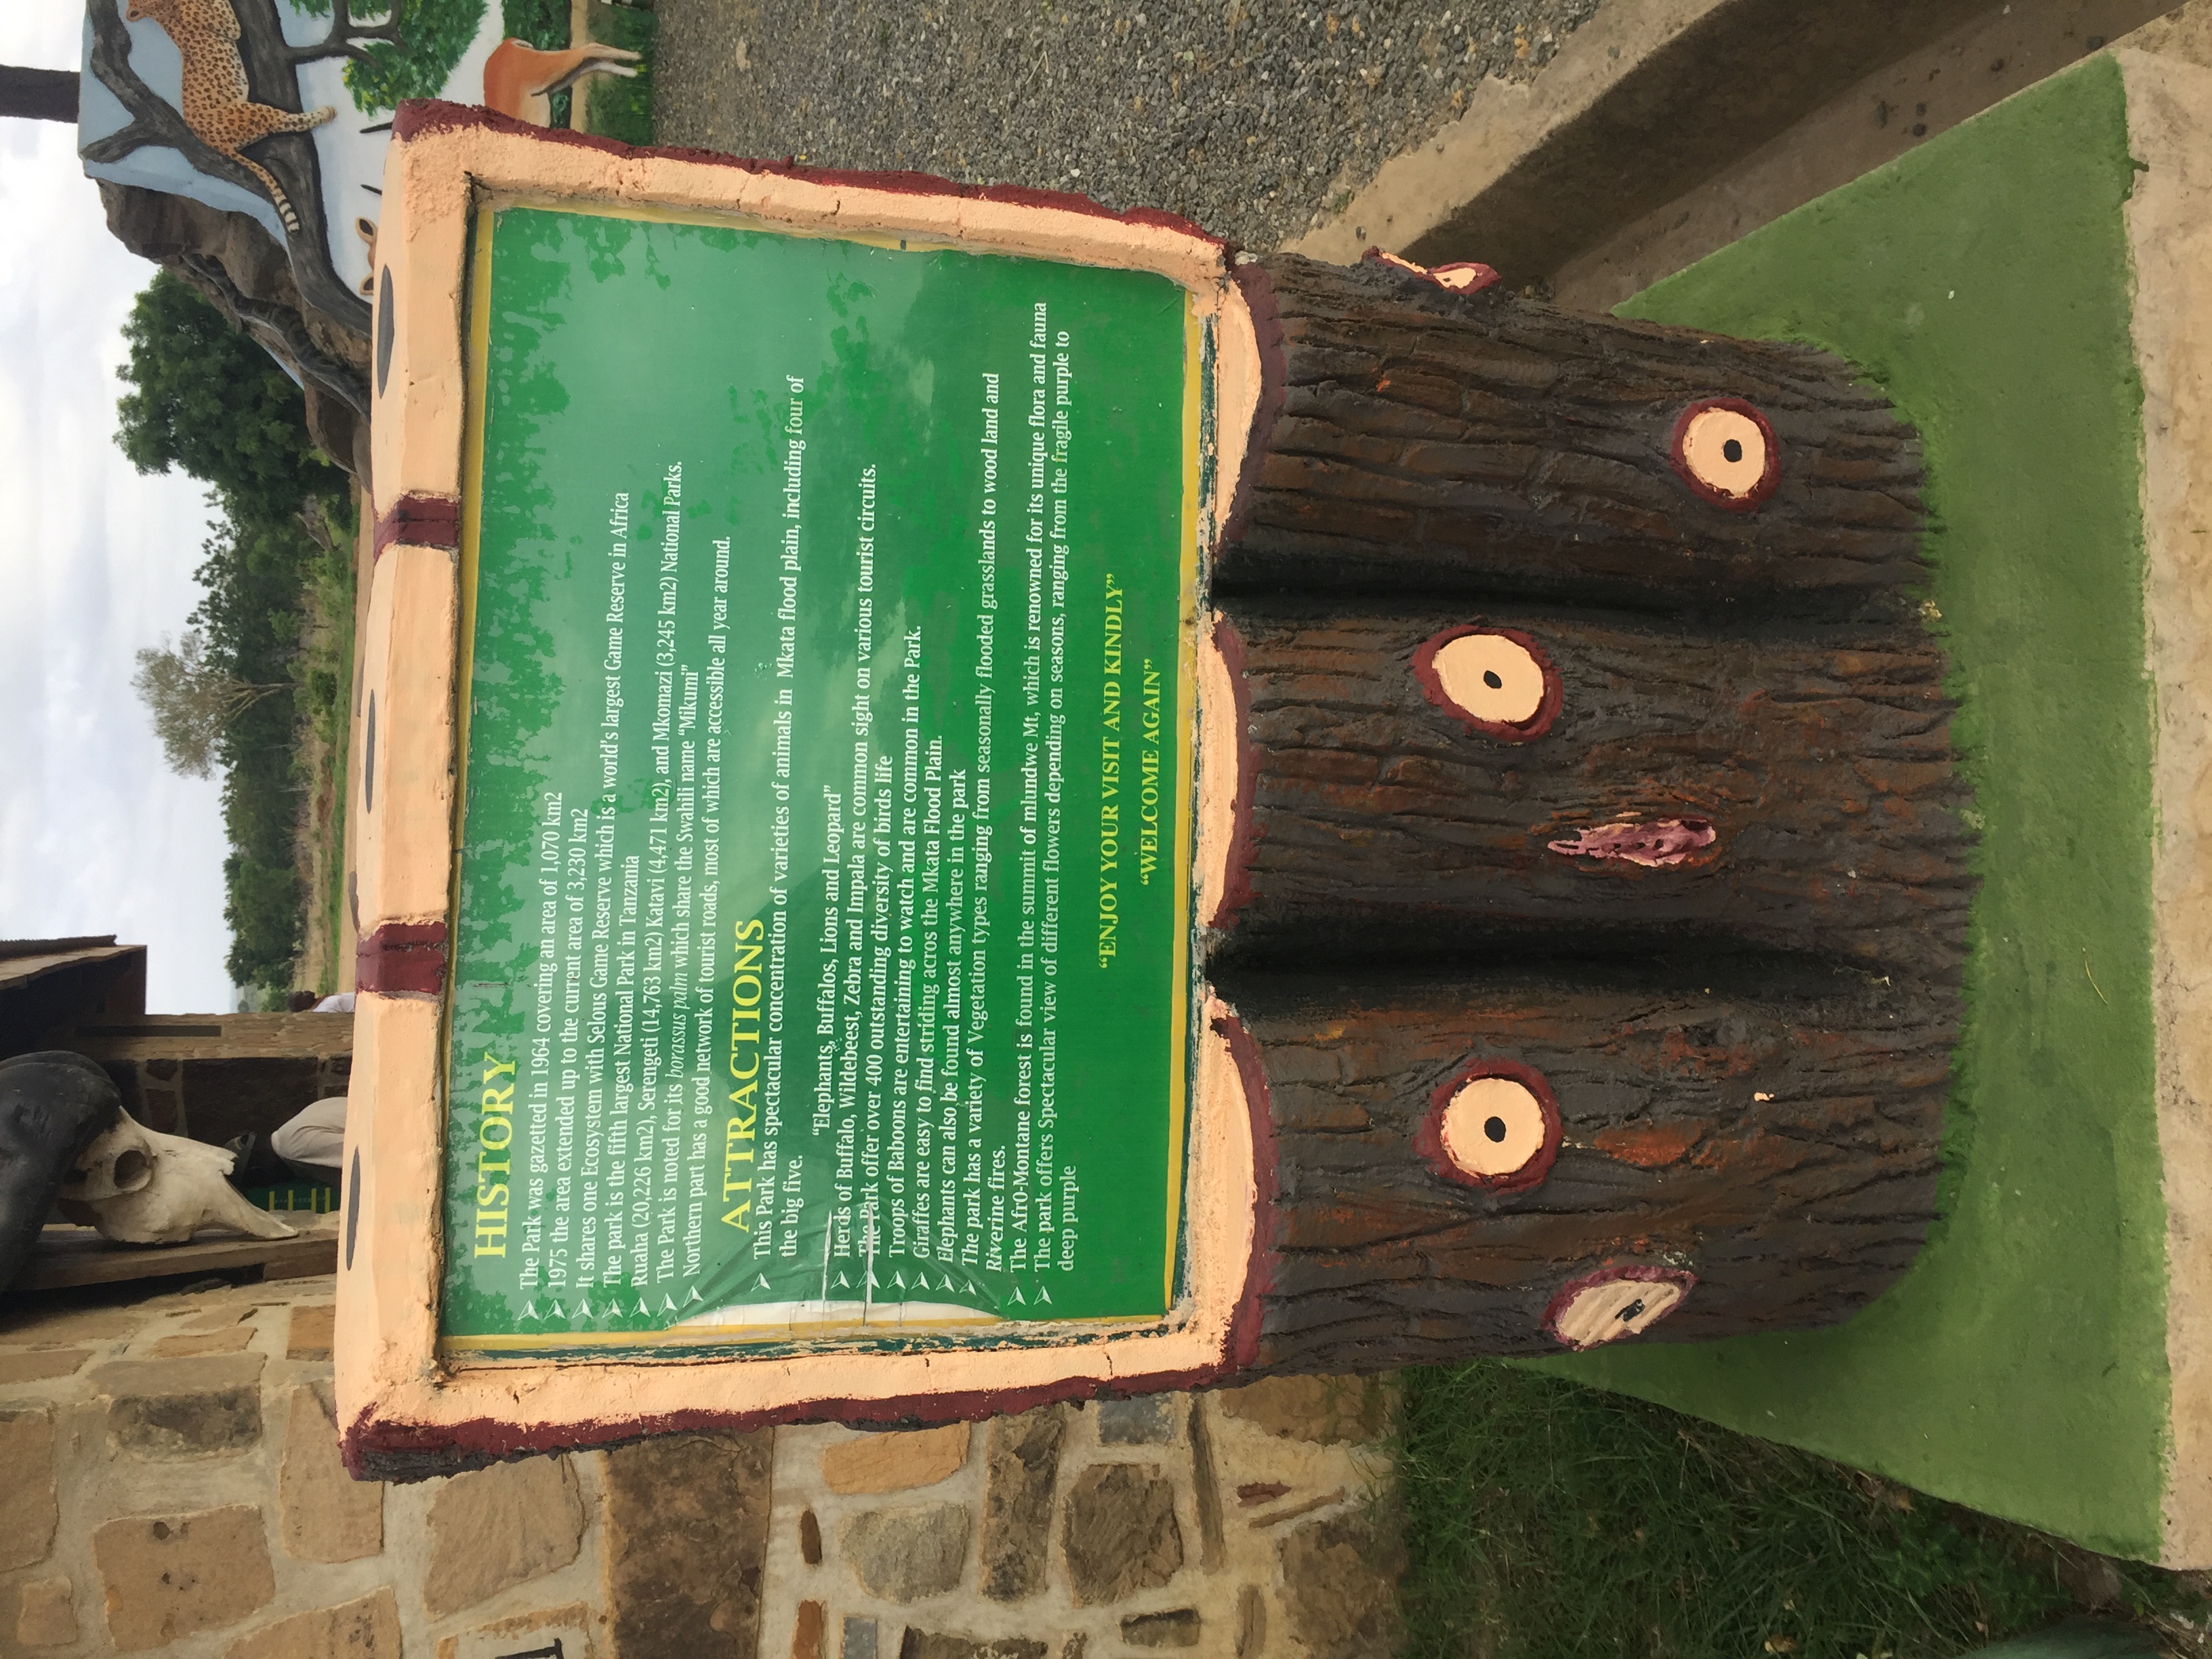 HISTORY
The Park was gazetted in 1964 covering an area of 1,070 km2
1975 the area extended up to the current area of 3,230 km2
It shares one Ecosystem with Selous Game Reserve which is a world's largest Game Reserve in Africa
The park is the fifth largest National Park in Tanzania
Ruaha (20,226 km2), Serengeti (14,763 km2) Katavi (4,471 km2), and Mkomazi (3,245 km2) National Parks.
The Park is noted for its borassus palm which share the Swahili name “Mikumi”
Northern part has a good network of tourist roads, most of which are accessible all year around.
ATTRACTIONS
This Park has spectacular concentration of varieties of animals in Mkata flood plain, including four of
the big five.
“Elephants, Buffalos, Lions and Leopard”
Herds of Buffalo, Wildebeest, Zebra and Impala are common sight on various tourist circuits.
The Park offer over 400 outstanding diversity of birds life
Troops of Baboons are entertaining to watch and are common in the Park.
Giraffes are easy to find striding acros the Mkata Flood Plain.
Elephants can also be found almost anywhere in the park
The park has a variety of Vegetation types ranging from seasonally flooded grasslands to wood land and
Riverine fires.
The Afr0-Montane forest is found in the summit of mlundwe Mt, which is renowned for its unique flora and fauna
The park offers Spectacular view of different flowers depending on seasons, ranging from the fragile purple to
deep purple
“ENJOY YOUR VISIT AND KINDLY”
“WELCOME AGAIN”